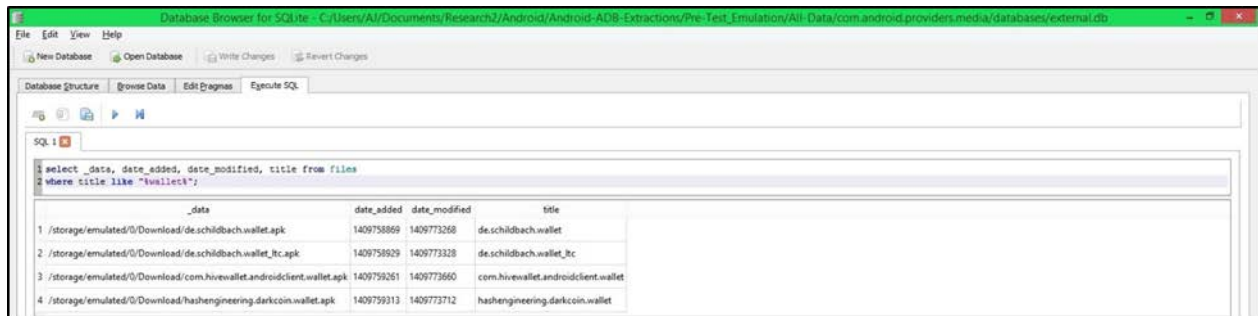 Database Browser for SQLite - C:/Users/AJ/Documents/Research2/Android/Android-ADB-Extractions/Pre-Test_Emulation/All-Data/com.android.providers.media/databases/external.db
File Edit View Help
New Database Open Database Write Changes Revert Changes
Database Structure Browse Data Edit Pragmas Execute SQL
SQL 1
1 select _data, date_added, date_modified, title from files
2 where title like "%wallet%";
_data date_added date_modified title
1 /storage/emulated/0/Download/de.schildbach.wallet.apk 1409758869 1409773268 de.schildbach.wallet
2 /storage/emulated/0/Download/de.schildbach.wallet_ltc.apk 1409758929 1409773328 de.schildbach.wallet_ltc
3 /storage/emulated/0/Download/com.hivewallet.androidclient.wallet.apk 1409759261 1409773660 com.hivewallet.androidclient.wallet
4 /storage/emulated/0/Download/hashengineering.darkcoin.wallet.apk 1409759313 1409773712 hashengineering.darkcoin.wallet